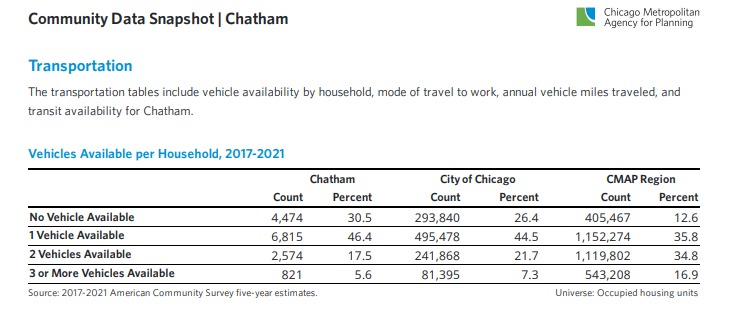 Community Data Snapshot | Chatham
Chicago Metropolitan
Agency for Planning
Transportation
The transportation tables include vehicle availability by household, mode of travel to work, annual vehicle miles traveled, and
transit availability for Chatham.
Vehicles Available per Household, 2017-2021
Chatham City of Chicago CMAP Region
Count Percent Count Percent Count Percent
No Vehicle Available 4,474 30.5 293,840 26.4 405,467 12.6
1 Vehicle Available 6,815 46.4 495,478 44.5 1,152,274 35.8
2 Vehicles Available 2,574 17.5 241,868 21.7 1,119,802 34.8
3 or More Vehicles Available 821 5.6 81,395 7.3 543,208 16.9
Source: 2017-2021 American Community Survey five-year estimates. Universe: Occupied housing units